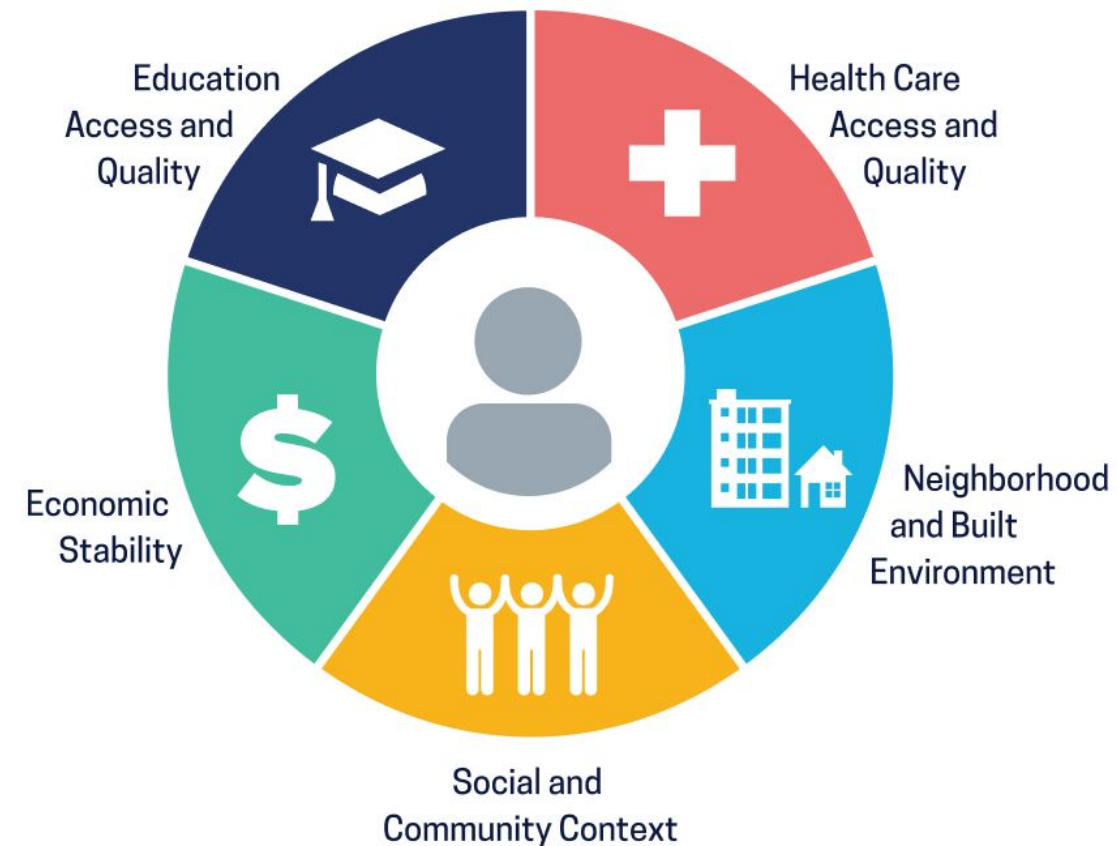 Education
Access and
Quality
Health Care
Access and
Quality
Economic
Stability
Neighborhood
and Built
Environment
Social and
Community Context